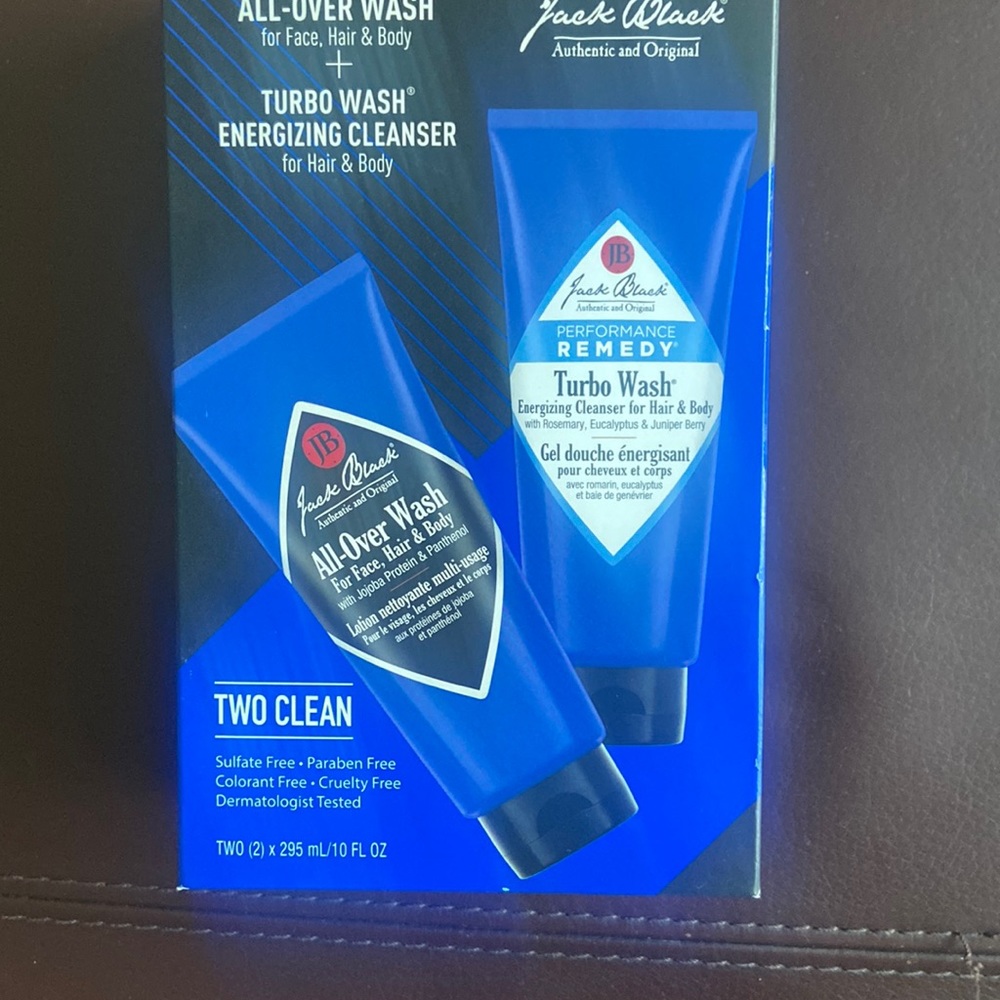 ALL-OVER WASH
for Face, Hair & Body
+
TURBO WASH®
ENERGIZING CLEANSER
for Hair & Body
Jack Black®
Authentic and Original
JB
Jack Black®
Authentic and Original
PERFORMANCE
REMEDY®
Turbo Wash®
Energizing Cleanser for Hair & Body
with Rosemary, Eucalyptus & Juniper Berry
Gel douche énergisant
pour cheveux et corps
avec romarin, eucalyptus
et baie de genévrier
JB
Jack Black®
Authentic and Original
All-Over Wash
For Face, Hair & Body
with Jojoba Protein & Panthenol
Lotion nettoyante multi-usage
Pour le visage, les cheveux et le corps
aux protéines de jojoba
et panthénol
TWO CLEAN
Sulfate Free • Paraben Free
Colorant Free • Cruelty Free
Dermatologist Tested
TWO (2) x 295 mL/10 FL OZ